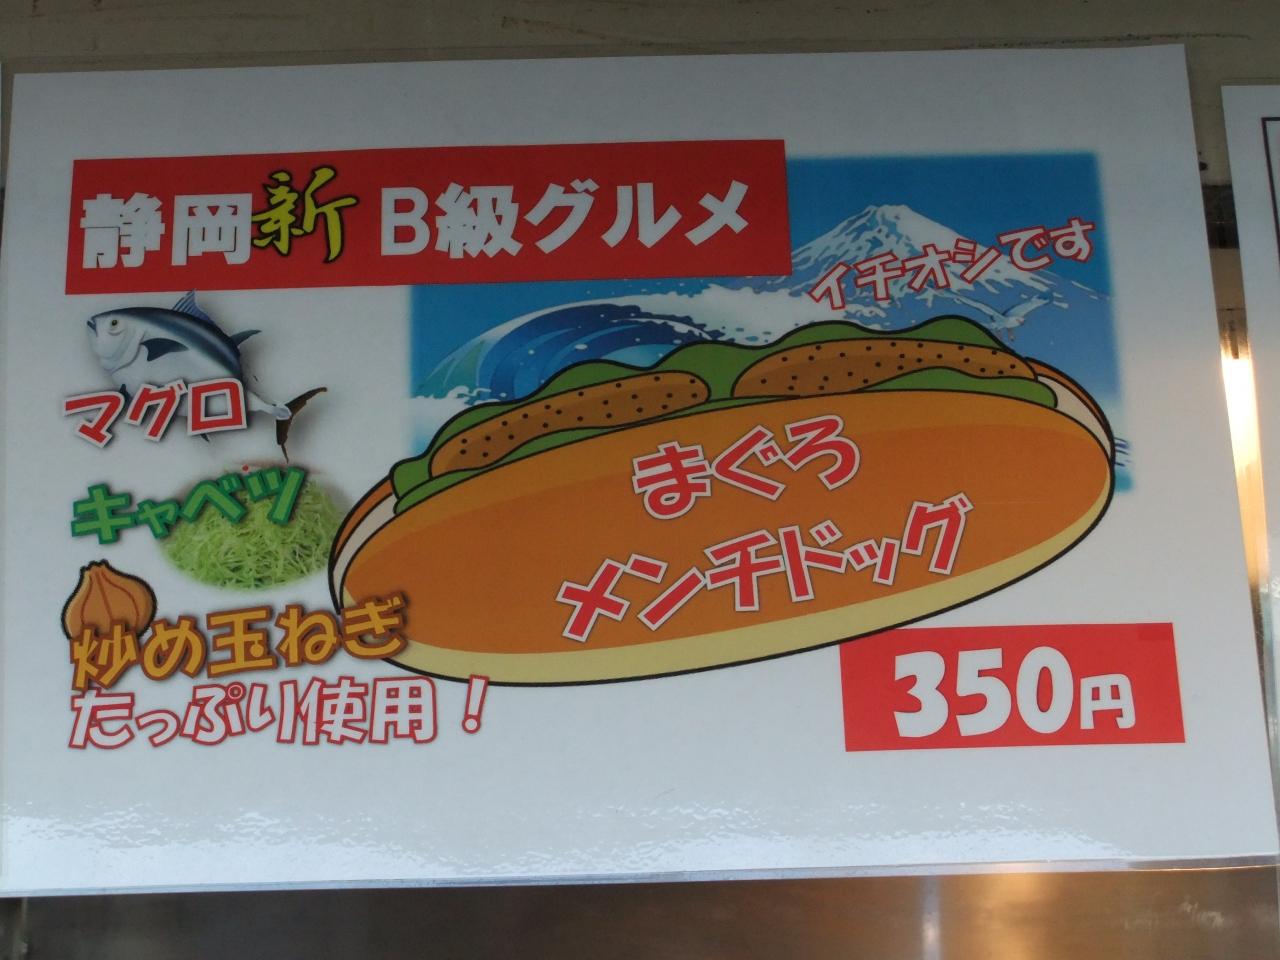 静岡新B級グルメ
イチオシです
マグロ
キャベツ
炒め玉ねぎ
たっぷり使用！
まぐろ
メンチドッグ
350円